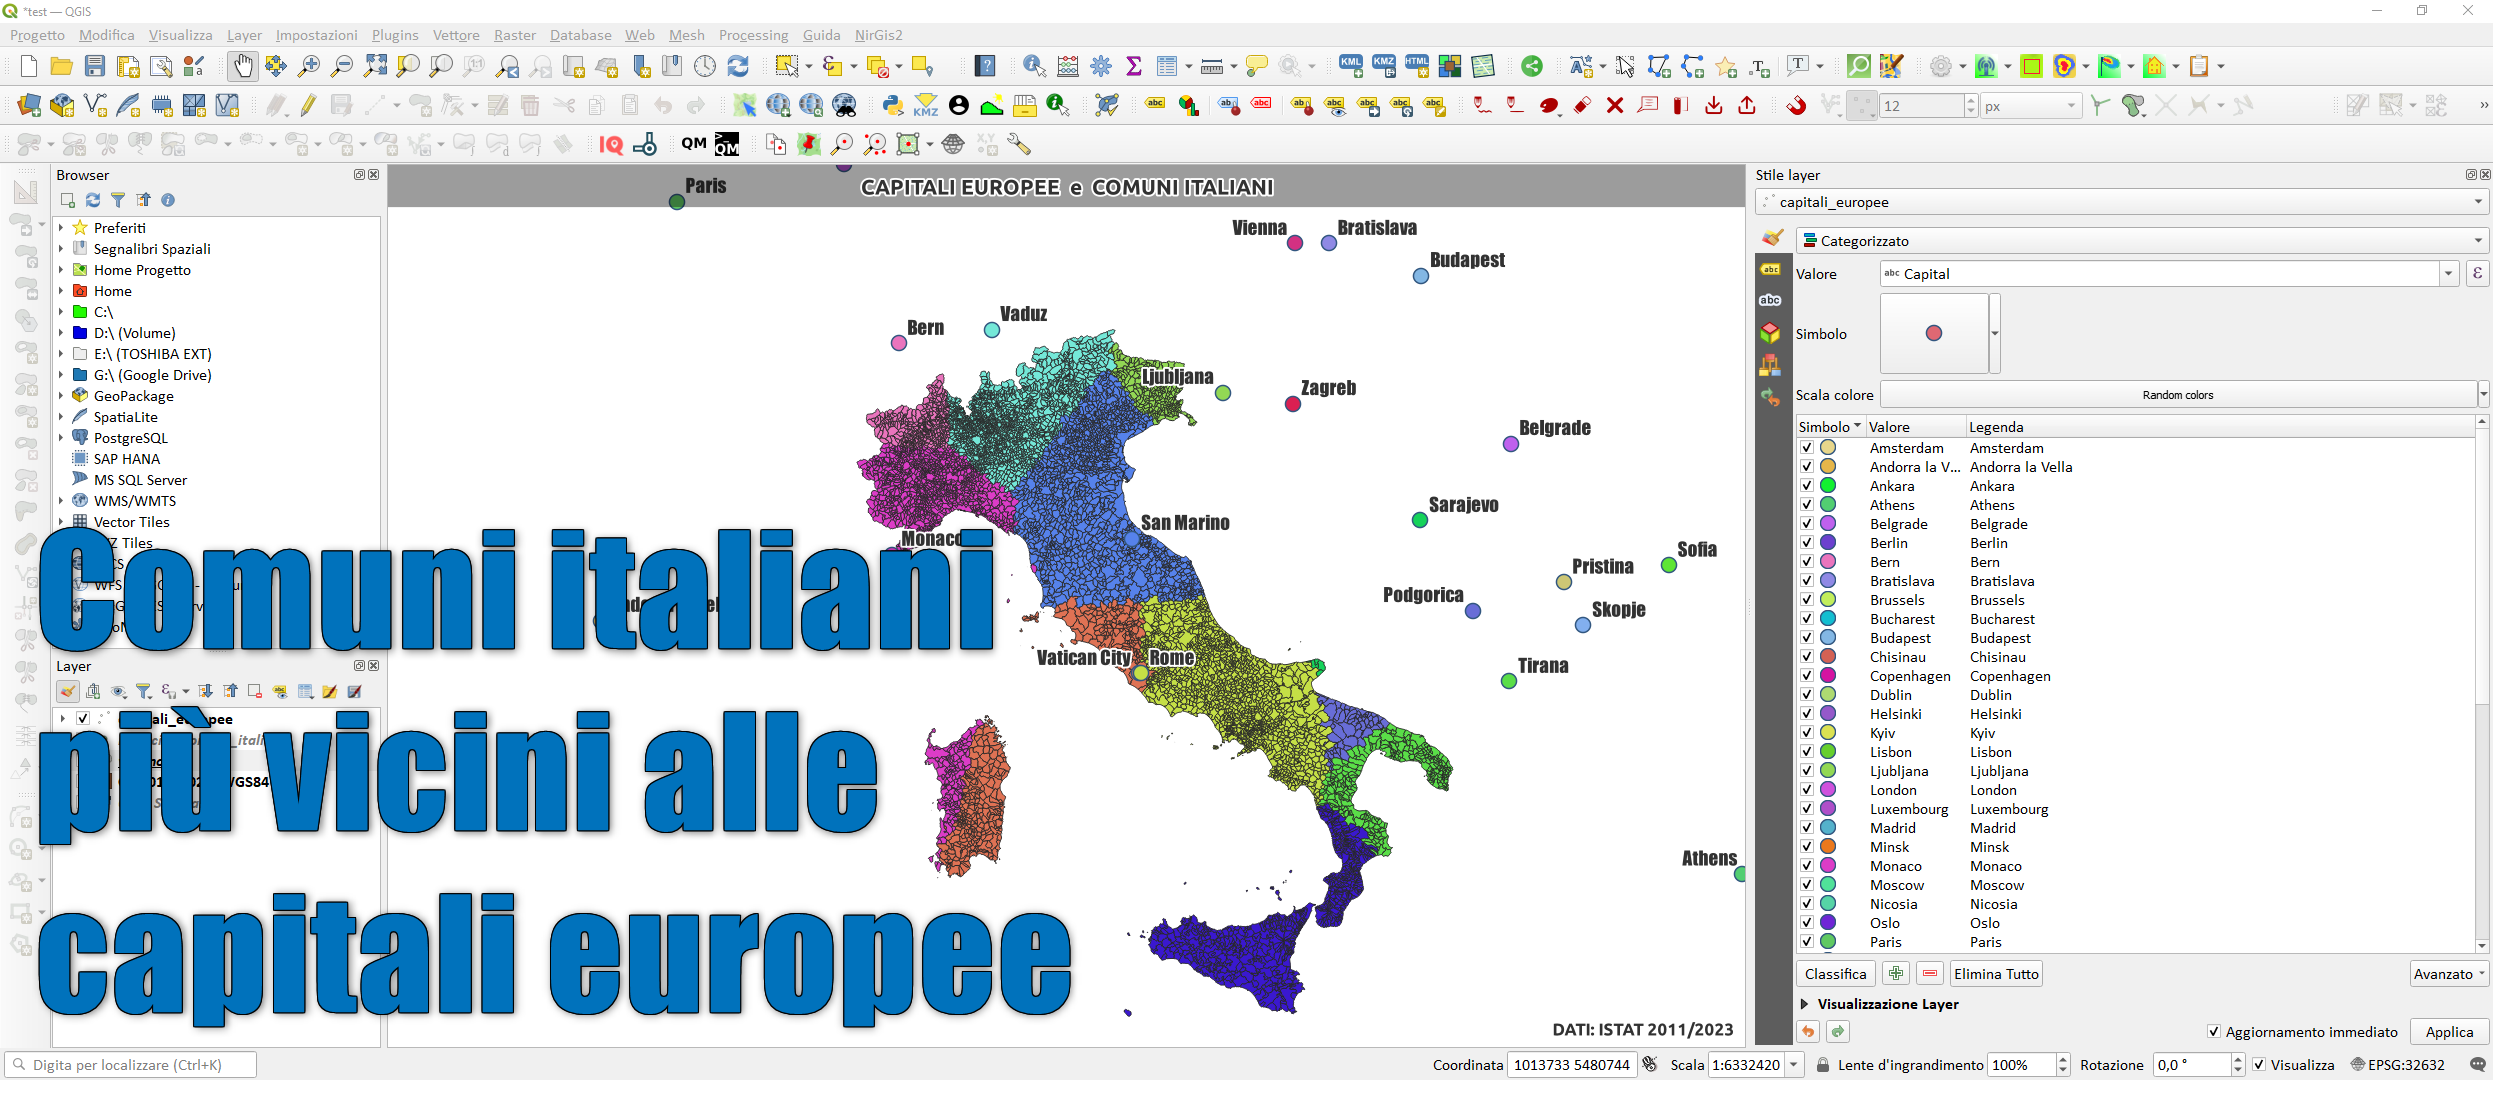 *test — QGIS
Progetto Modifica Visualizza Layer Impostazioni Plugins Vettore Raster Database Web Mesh Processing Guida NirGis2
12 px
QM
Browser
Preferiti
Segnalibri Spaziali
Home Progetto
Home
C:\
D:\ (Volume)
E:\ (TOSHIBA EXT)
G:\ (Google Drive)
GeoPackage
SpatiaLite
PostgreSQL
SAP HANA
MS SQL Server
WMS/WMTS
Vector Tiles
Layer
CAPITALI EUROPEE e COMUNI ITALIANI
Paris
Vienna
Bratislava
Budapest
Bern
Vaduz
Ljubljana
Zagreb
Belgrade
Sarajevo
San Marino
Monaco
Sofia
Pristina
Podgorica
Skopje
Vatican City
Rome
Tirana
Athens
Comuni italiani
più vicini alle
capitali europee
DATI: ISTAT 2011/2023
Stile layer
capitali_europee
Categorizzato
Valore abc Capital ε
Simbolo
Scala colore Random colors
Simbolo Valore Legenda
Amsterdam Amsterdam
Andorra la V... Andorra la Vella
Ankara Ankara
Athens Athens
Belgrade Belgrade
Berlin Berlin
Bern Bern
Bratislava Bratislava
Brussels Brussels
Bucharest Bucharest
Budapest Budapest
Chisinau Chisinau
Copenhagen Copenhagen
Dublin Dublin
Helsinki Helsinki
Kyiv Kyiv
Lisbon Lisbon
Ljubljana Ljubljana
London London
Luxembourg Luxembourg
Madrid Madrid
Minsk Minsk
Monaco Monaco
Moscow Moscow
Nicosia Nicosia
Oslo Oslo
Paris Paris
Classifica Elimina Tutto Avanzato
Visualizzazione Layer
Aggiornamento immediato Applica
Digita per localizzare (Ctrl+K) Coordinata 1013733 5480744 Scala 1:6332420 Lente d'ingrandimento 100% Rotazione 0,0 ° Visualizza EPSG:32632